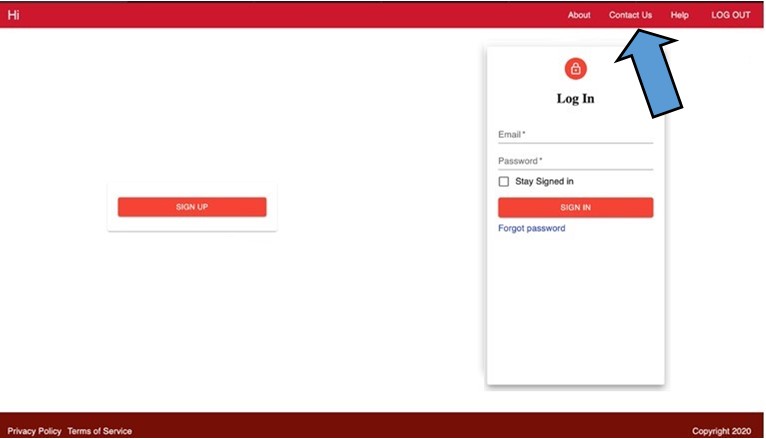 Hi About Contact Us Help LOG OUT
Log In
Email *
Password *
Stay Signed in
SIGN UP
SIGN IN
Forgot password
Privacy Policy Terms of Service Copyright 2020